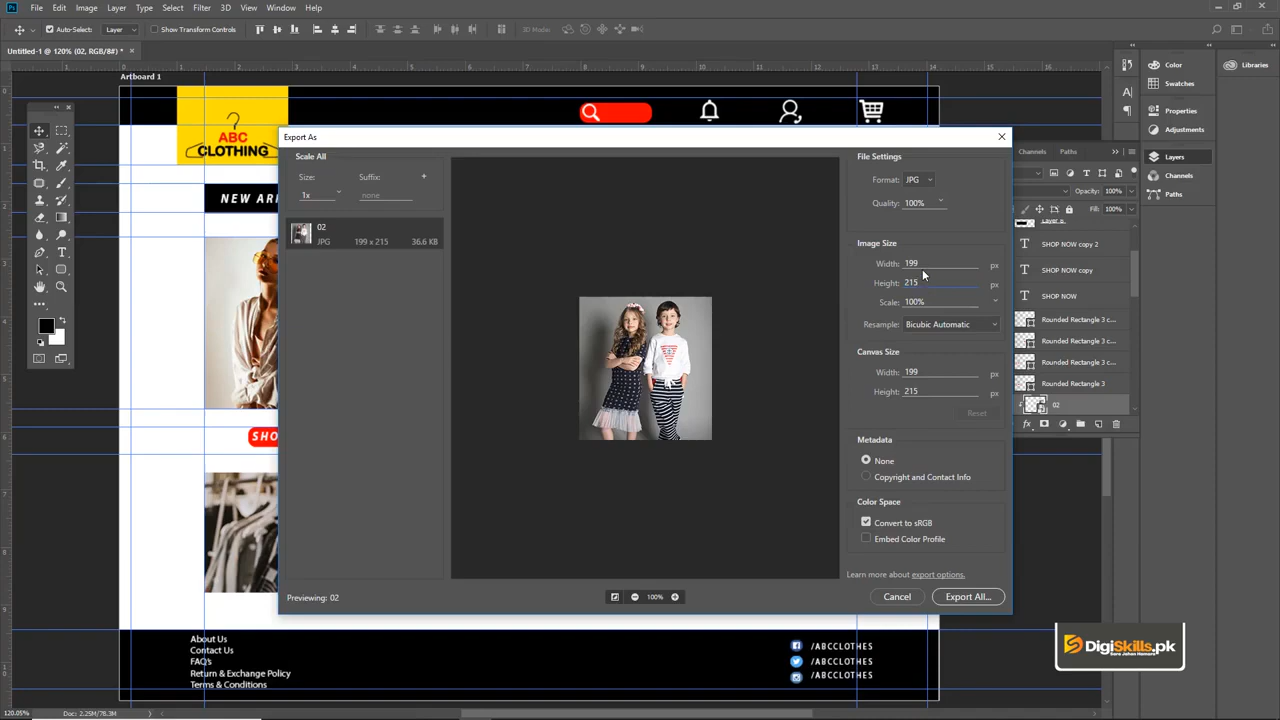 Ps File Edit Image Layer Type Select Filter 3D View Window Help
Auto-Select: Layer Show Transform Controls 3D Mode:
Untitled-1 @ 120% (02, RGB/8#) *
Artboard 1
ABC
CLOTHING
NEW ARR
SHO
Export As
Scale All
Size: Suffix:
1x none
02
JPG 199 x 215 36.6 KB
Previewing: 02
100%
File Settings
Format: JPG
Quality: 100%
Image Size
Width: 199 px
Height: 215 px
Scale: 100%
Resample: Bicubic Automatic
Canvas Size
Width: 199 px
Height: 215 px
Reset
Metadata
None
Copyright and Contact Info
Color Space
Convert to sRGB
Embed Color Profile
Learn more about export options.
Cancel Export All...
Color
Swatches
Libraries
Properties
Adjustments
Layers
Channels
Paths
Channels Paths
Opacity: 100%
Fill: 100%
SHOP NOW copy 2
SHOP NOW copy
SHOP NOW
Rounded Rectangle 3 c...
Rounded Rectangle 3 c...
Rounded Rectangle 3 c...
Rounded Rectangle 3
02
About Us
Contact Us
FAQ's
Return & Exchange Policy
Terms & Conditions
/ABCCLOTHES
/ABCCLOTHES
/ABCCLOTHES
DigiSkills.pk
120.05% Doc: 2.25M/78.3M